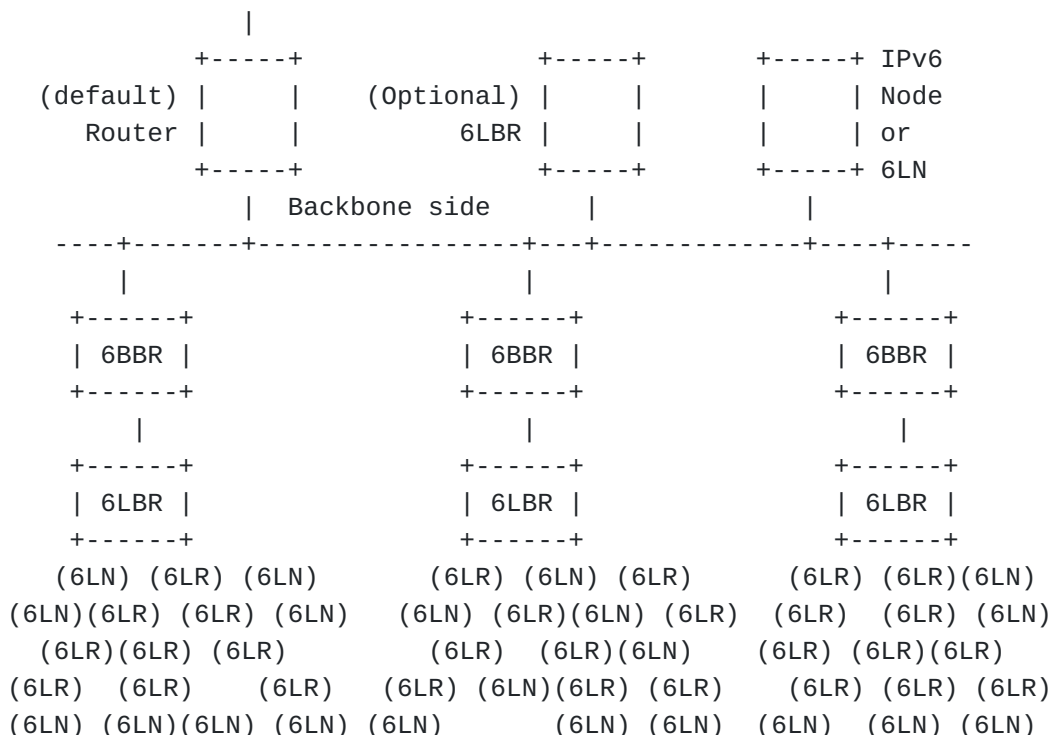 |
+-----+ +-----+ +-----+ IPv6
(default) | | (Optional) | | | | Node
Router | | 6LBR | | | | or
+-----+ +-----+ +-----+ 6LN
| Backbone side | |
----+-------+-----------------+---+-------------+----+-----
| | |
+------+ +------+ +------+
| 6BBR | | 6BBR | | 6BBR |
+------+ +------+ +------+
| | |
+------+ +------+ +------+
| 6LBR | | 6LBR | | 6LBR |
+------+ +------+ +------+
(6LN) (6LR) (6LN) (6LR) (6LN) (6LR) (6LR) (6LR)(6LN)
(6LN)(6LR) (6LR) (6LN) (6LN) (6LR)(6LN) (6LR) (6LR) (6LR) (6LN)
(6LR)(6LR) (6LR) (6LR) (6LR)(6LN) (6LR) (6LR)(6LR)
(6LR) (6LR) (6LR) (6LR) (6LN)(6LR) (6LR) (6LR) (6LR) (6LR)
(6LN) (6LN)(6LN) (6LN) (6LN) (6LN) (6LN) (6LN) (6LN) (6LN)